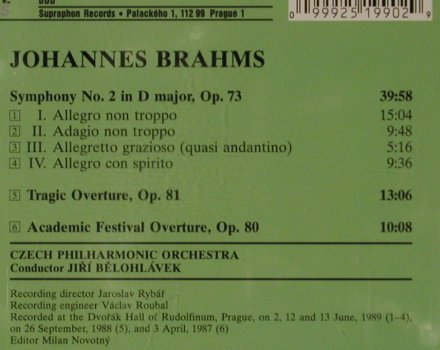 DDD
Supraphon Records • Palackého 1, 112 99 Prague 1
0 99925 19902 9
JOHANNES BRAHMS
Symphony No. 2 in D major, Op. 73 39:58
1 I. Allegro non troppo 15:04
2 II. Adagio non troppo 9:48
3 III. Allegretto grazioso (quasi andantino) 5:16
4 IV. Allegro con spirito 9:36
5 Tragic Overture, Op. 81 13:06
6 Academic Festival Overture, Op. 80 10:08
CZECH PHILHARMONIC ORCHESTRA
Conductor JIŘÍ BĚLOHLÁVEK
Recording director Jaroslav Rybář
Recording engineer Václav Roubal
Recorded at the Dvořák Hall of Rudolfinum, Prague, on 2, 12 and 13 June, 1989 (1–4),
on 26 September, 1988 (5), and 3 April, 1987 (6)
Editor Milan Novotný